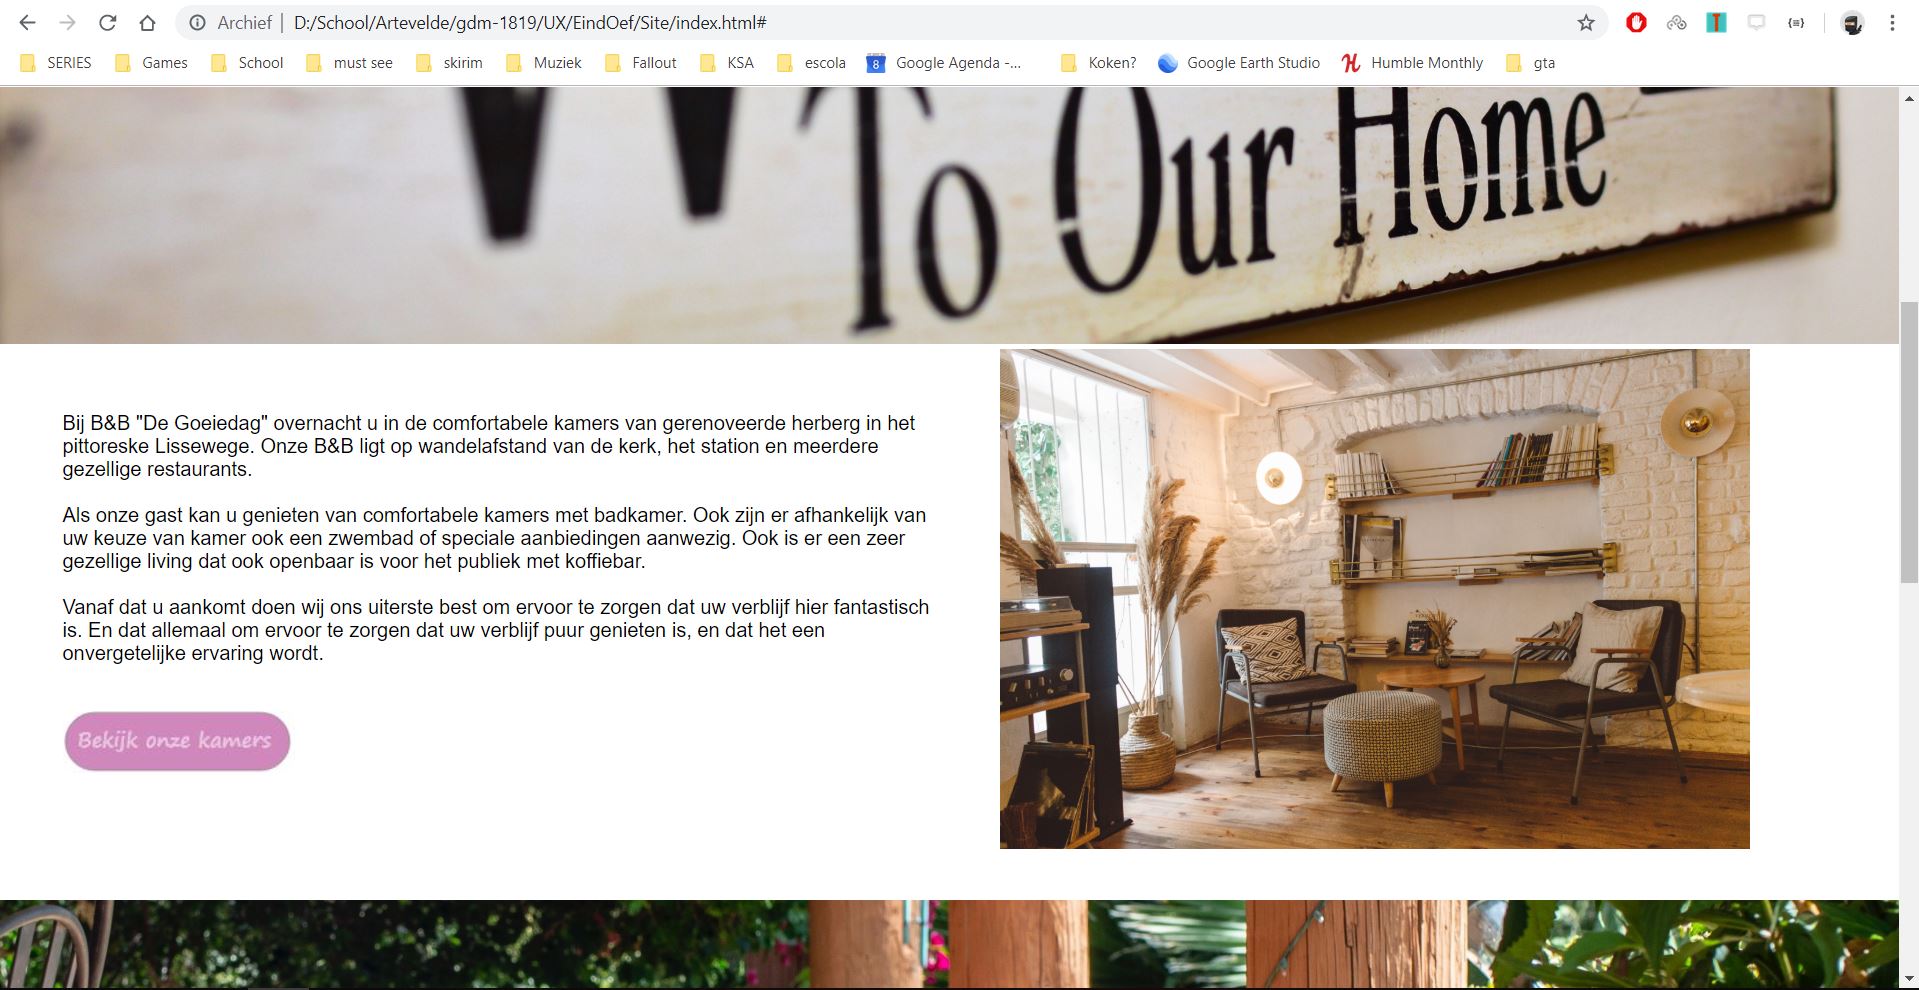 Archief | D:/School/Artevelde/gdm-1819/UX/EindOef/Site/index.html#
SERIES Games School must see skirim Muziek Fallout KSA escola 8 Google Agenda -... Koken? Google Earth Studio Humble Monthly gta
To Our Home
Bij B&B "De Goeiedag" overnacht u in de comfortabele kamers van gerenoveerde herberg in het
pittoreske Lissewege. Onze B&B ligt op wandelafstand van de kerk, het station en meerdere
gezellige restaurants.
Als onze gast kan u genieten van comfortabele kamers met badkamer. Ook zijn er afhankelijk van
uw keuze van kamer ook een zwembad of speciale aanbiedingen aanwezig. Ook is er een zeer
gezellige living dat ook openbaar is voor het publiek met koffiebar.
Vanaf dat u aankomt doen wij ons uiterste best om ervoor te zorgen dat uw verblijf hier fantastisch
is. En dat allemaal om ervoor te zorgen dat uw verblijf puur genieten is, en dat het een
onvergetelijke ervaring wordt.
Bekijk onze kamers